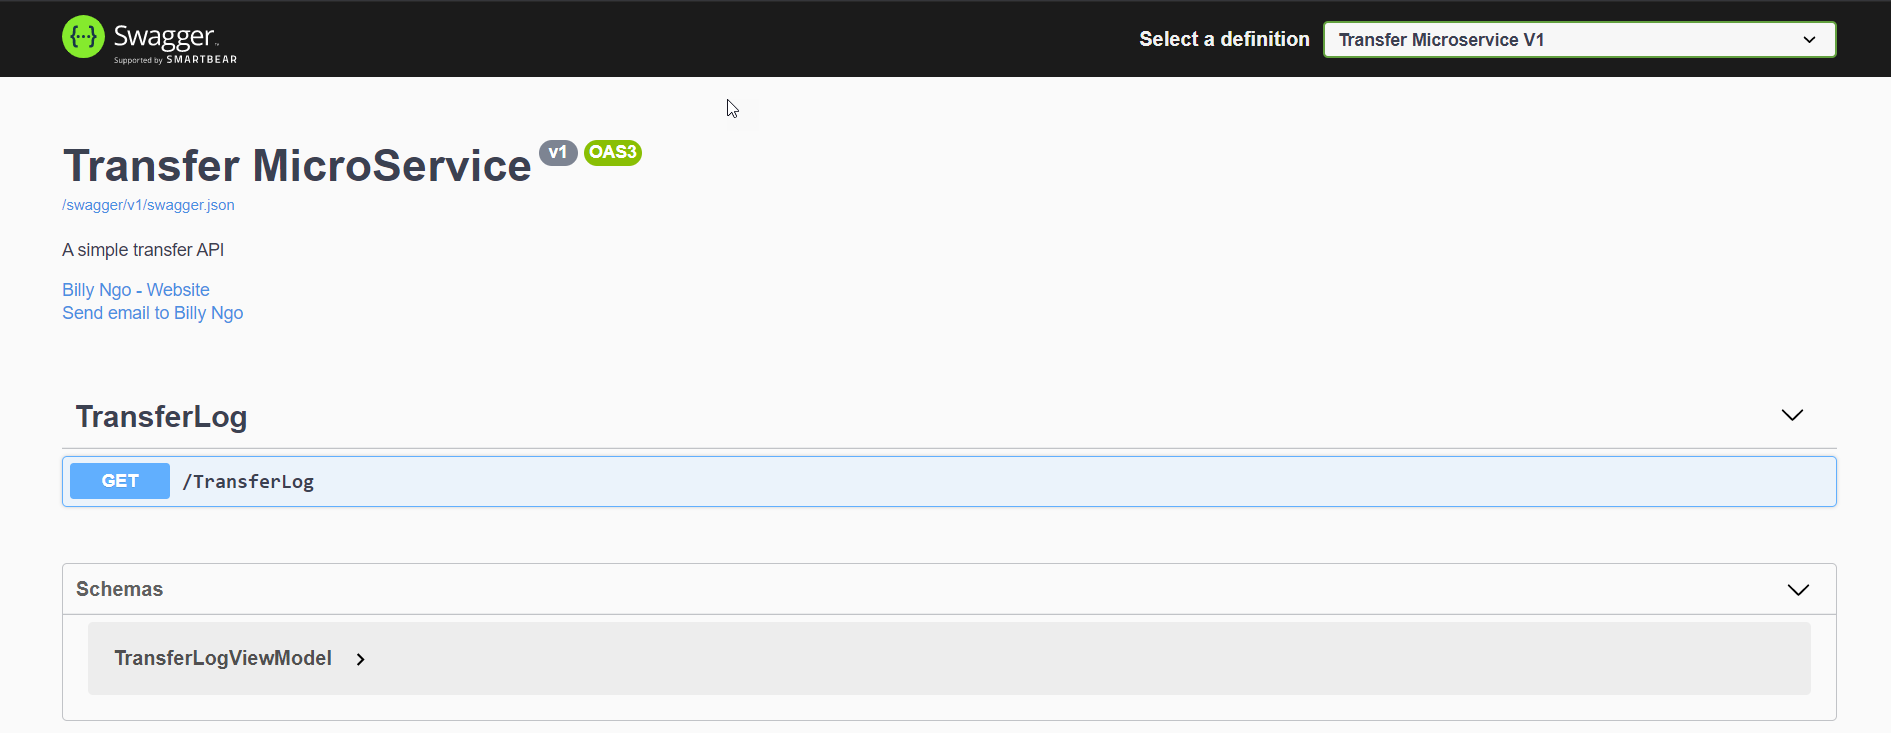 {···} Swagger™
Supported by SMARTBEAR
Select a definition
Transfer Microservice V1
Transfer MicroService v1 OAS3
/swagger/v1/swagger.json
A simple transfer API
Billy Ngo - Website
Send email to Billy Ngo
TransferLog
GET /TransferLog
Schemas
TransferLogViewModel